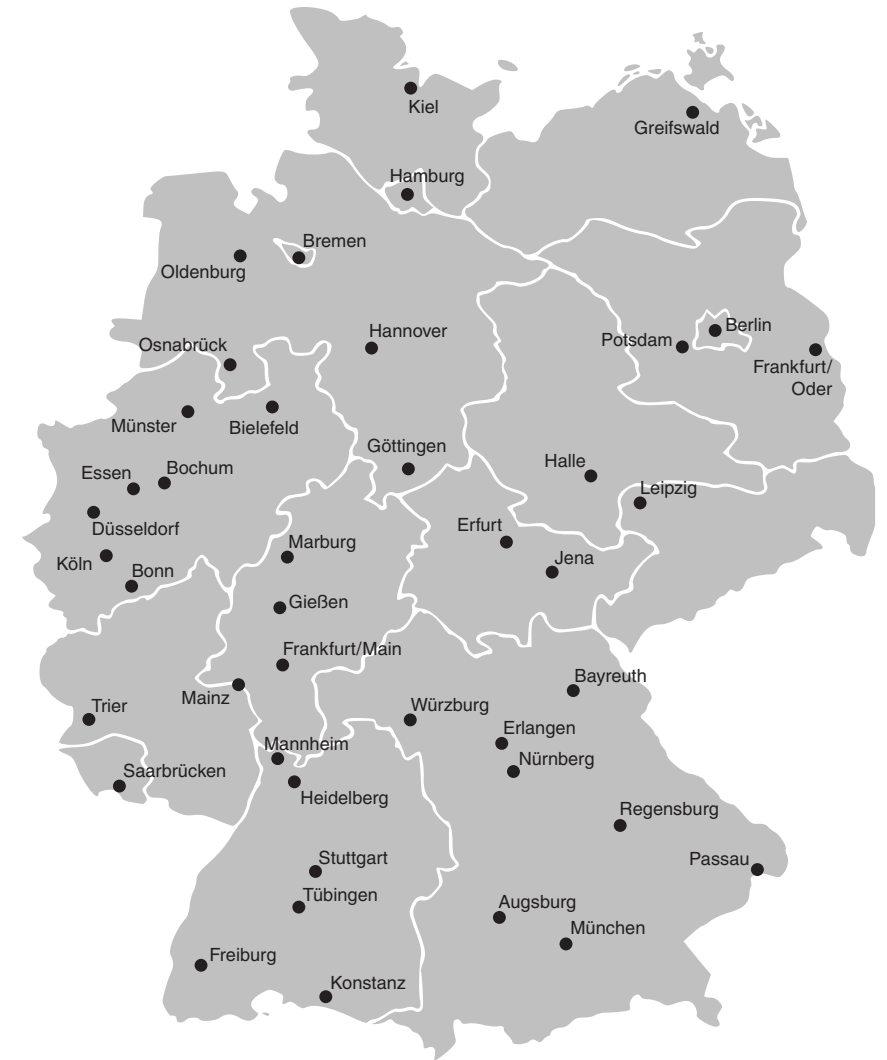 Kiel
Greifswald
Hamburg
Bremen
Oldenburg
Hannover
Berlin
Potsdam
Osnabrück
Frankfurt/
Oder
Münster
Bielefeld
Göttingen
Halle
Essen
Bochum
Leipzig
Düsseldorf
Erfurt
Marburg
Jena
Köln
Bonn
Gießen
Frankfurt/Main
Bayreuth
Mainz
Trier
Würzburg
Erlangen
Mannheim
Nürnberg
Saarbrücken
Heidelberg
Regensburg
Stuttgart
Passau
Tübingen
Augsburg
München
Freiburg
Konstanz